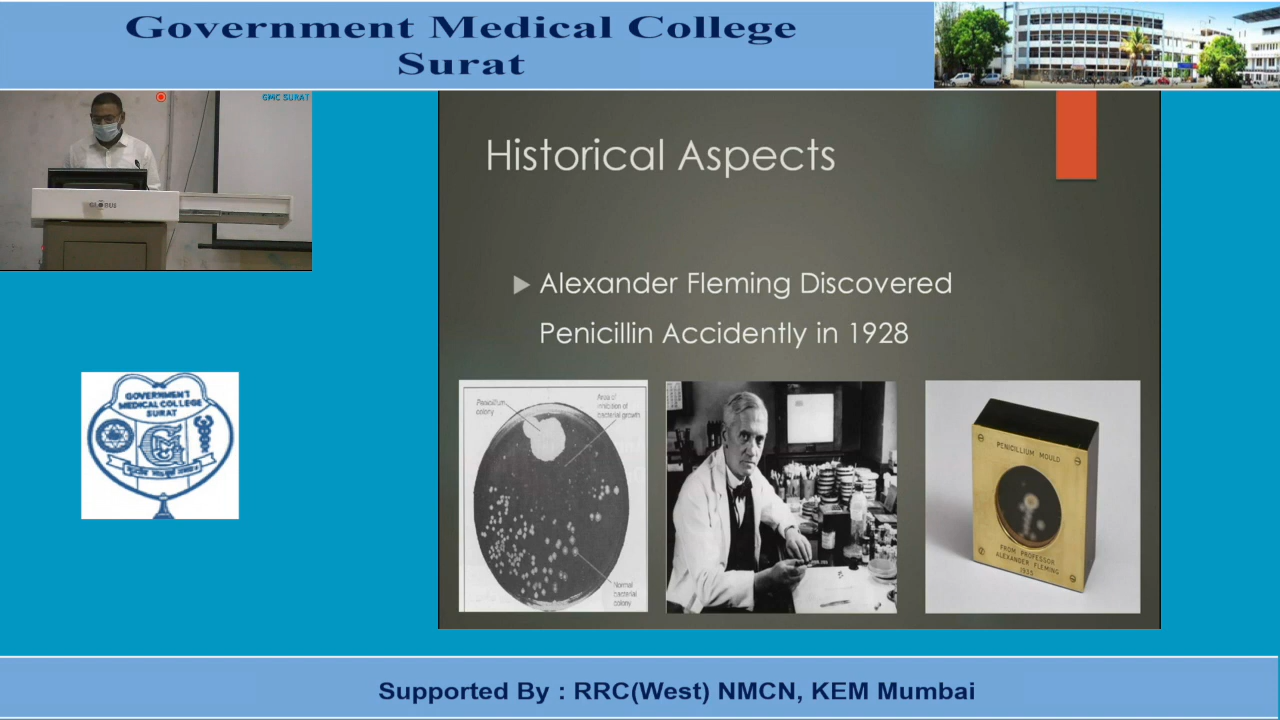 Government Medical College
Surat
GMC SURAT
GLOBUS
GOVERNMENT
MEDICAL COLLEGE
SURAT
Historical Aspects
Alexander Fleming Discovered
Penicillin Accidently in 1928
Penicillium
colony
Area of
inhibition of
bacterial growth
Normal
bacterial
colony
PENICILLIUM MOULD
FROM PROFESSOR
ALEXANDER FLEMING
1935
Supported By : RRC(West) NMCN, KEM Mumbai